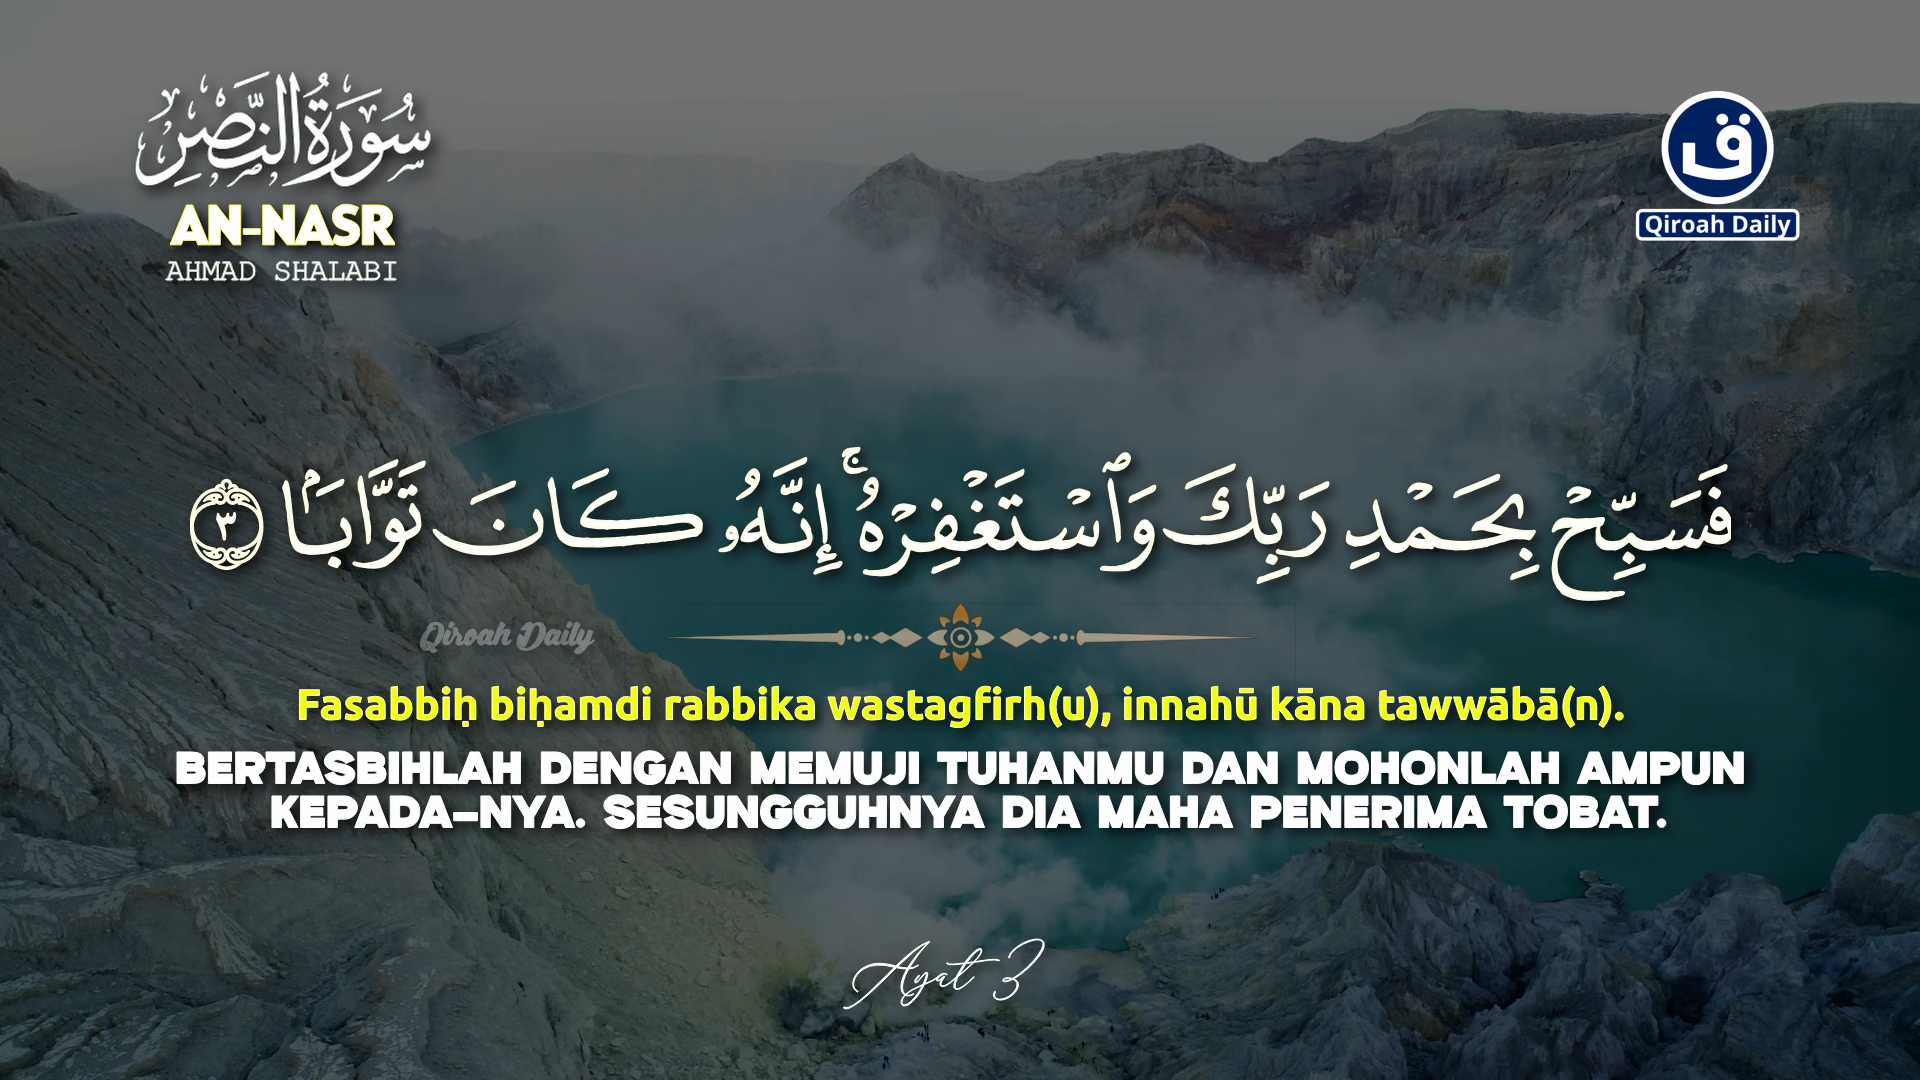 سُورَةُ النَّصْرِ
AN-NASR
AHMAD SHALABI
ق
Qiroah Daily
فَسَبِّحْ بِحَمْدِ رَبِّكَ وَٱسْتَغْفِرْهُ ۚ إِنَّهُۥ كَانَ تَوَّابَۢا ٣
Qiroah Daily
Fasabbiḥ biḥamdi rabbika wastagfirh(u), innahū kāna tawwābā(n).
BERTASBIHLAH DENGAN MEMUJI TUHANMU DAN MOHONLAH AMPUN
KEPADA-NYA. SESUNGGUHNYA DIA MAHA PENERIMA TOBAT.
Ayat 3